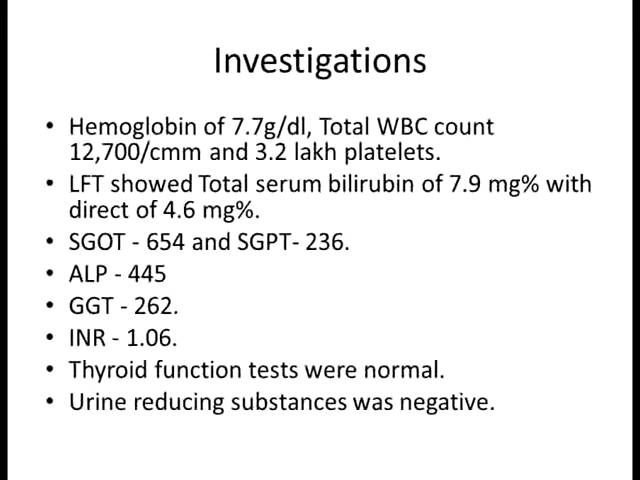 Investigations
• Hemoglobin of 7.7g/dl, Total WBC count
12,700/cmm and 3.2 lakh platelets.
• LFT showed Total serum bilirubin of 7.9 mg% with
direct of 4.6 mg%.
• SGOT - 654 and SGPT- 236.
• ALP - 445
• GGT - 262.
• INR - 1.06.
• Thyroid function tests were normal.
• Urine reducing substances was negative.